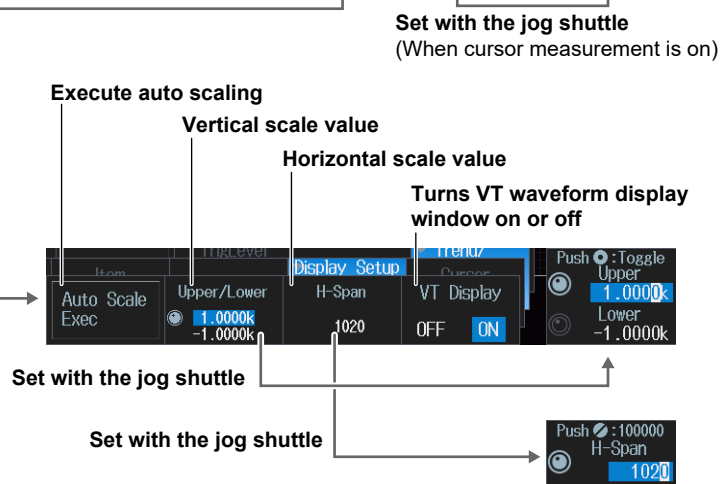 Set with the jog shuttle
(When cursor measurement is on)
Execute auto scaling
Vertical scale value
Horizontal scale value
Turns VT waveform display
window on or off
TrigLevel
Trend/
Item
Display Setup
Cursor
Auto Scale
Exec
Upper/Lower
1.0000k
-1.0000k
H-Span
1020
VT Display
OFF ON
Push :Toggle
Upper
1.0000k
Lower
-1.0000k
Set with the jog shuttle
Set with the jog shuttle
Push :100000
H-Span
1020